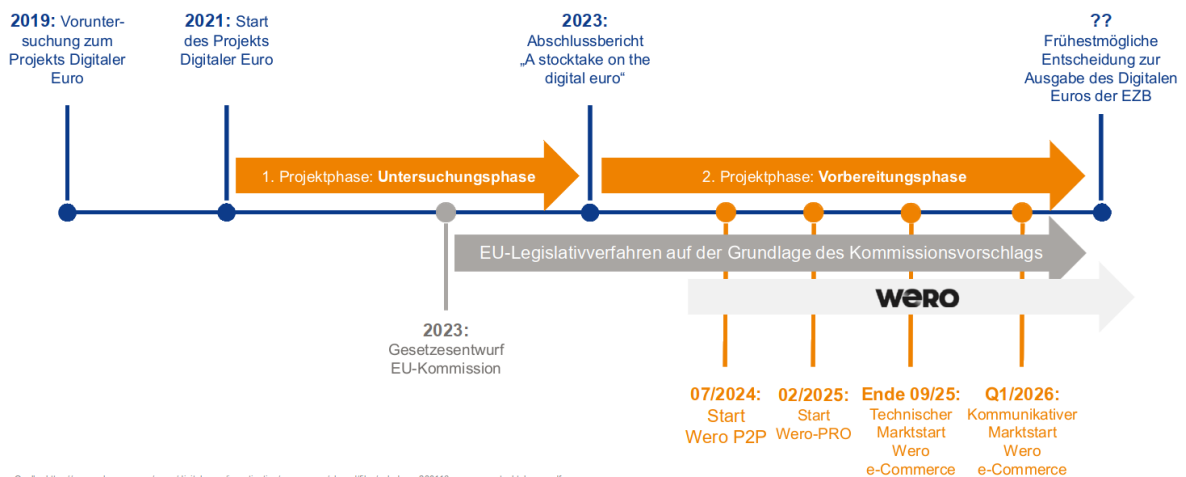 2019: Vorunter-
suchung zum
Projekts Digitaler
Euro
2021: Start
des Projekts
Digitaler Euro
2023:
Abschlussbericht
„A stocktake on the
digital euro“
??
Frühestmögliche
Entscheidung zur
Ausgabe des Digitalen
Euros der EZB
1. Projektphase: Untersuchungsphase
2. Projektphase: Vorbereitungsphase
EU-Legislativverfahren auf der Grundlage des Kommissionsvorschlags
wero
2023:
Gesetzesentwurf
EU-Kommission
07/2024:
Start
Wero P2P
02/2025:
Start
Wero-PRO
Ende 09/25:
Technischer
Marktstart
Wero
e-Commerce
Q1/2026:
Kommunikativer
Marktstart
Wero
e-Commerce